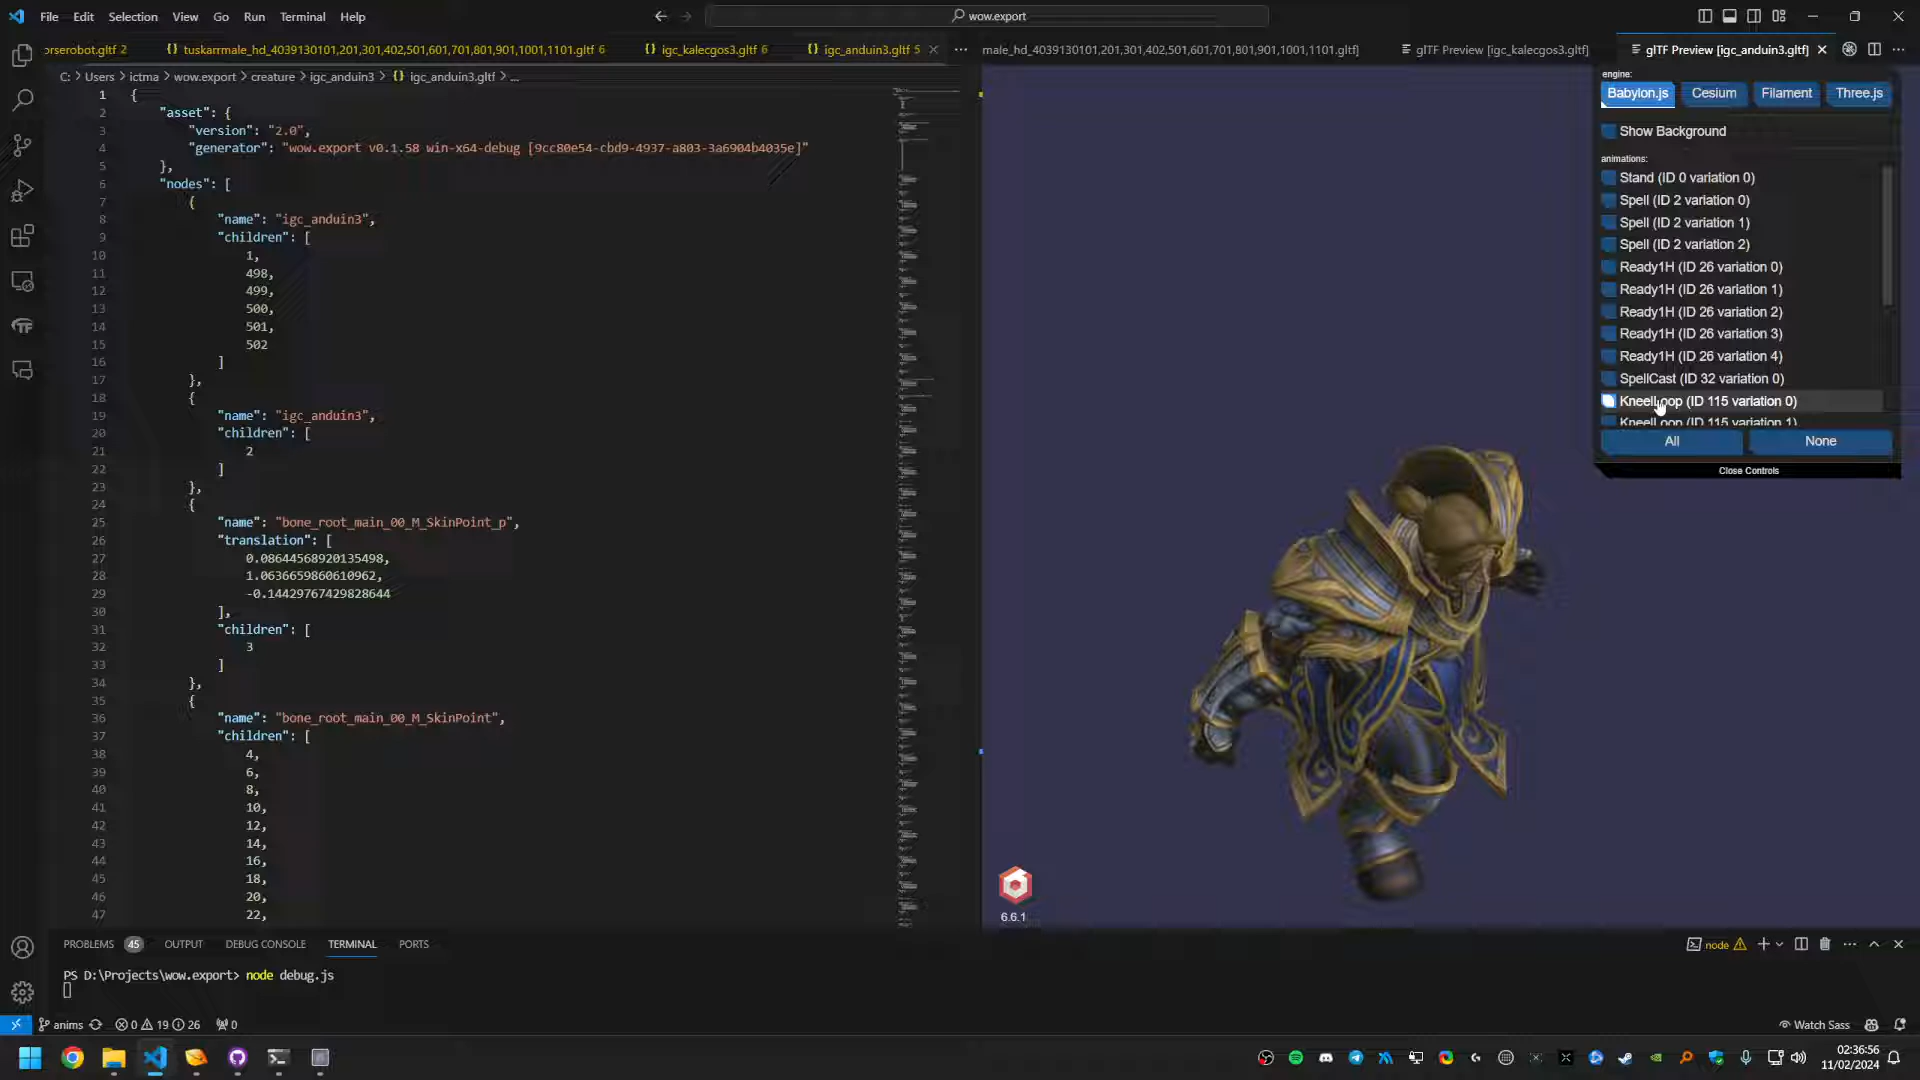 File Edit Selection View Go Run Terminal Help
wow.export
orserobot.gltf 2
tuskarrmale_hd_4039130101,201,301,402,501,601,701,801,901,1001,1101.gltf 6
igc_kalecgos3.gltf 6
igc_anduin3.gltf 5
male_hd_4039130101,201,301,402,501,601,701,801,901,1001,1101.gltf]
glTF Preview [igc_kalecgos3.gltf]
glTF Preview [igc_anduin3.gltf]
C: > Users > ictma > wow.export > creature > igc_anduin3 > {} igc_anduin3.gltf > ...
1 {
2 "asset": {
3 "version": "2.0",
4 "generator": "wow.export v0.1.58 win-x64-debug [9cc80e54-cbd9-4937-a803-3a6904b4035e]"
5 },
6 "nodes": [
7 {
8 "name": "igc_anduin3",
9 "children": [
10 1,
11 498,
12 499,
13 500,
14 501,
15 502
16 ]
17 },
18 {
19 "name": "igc_anduin3",
20 "children": [
21 2
22 ]
23 },
24 {
25 "name": "bone_root_main_00_M_SkinPoint_p",
26 "translation": [
27 0.08644568920135498,
28 1.0636659860610962,
29 -0.14429767429828644
30 ],
31 "children": [
32 3
33 ]
34 },
35 {
36 "name": "bone_root_main_00_M_SkinPoint",
37 "children": [
38 4,
39 6,
40 8,
41 10,
42 12,
43 14,
44 16,
45 18,
46 20,
47 22,
engine:
Babylon.js Cesium Filament Three.js
Show Background
animations:
Stand (ID 0 variation 0)
Spell (ID 2 variation 0)
Spell (ID 2 variation 1)
Spell (ID 2 variation 2)
Ready1H (ID 26 variation 0)
Ready1H (ID 26 variation 1)
Ready1H (ID 26 variation 2)
Ready1H (ID 26 variation 3)
Ready1H (ID 26 variation 4)
SpellCast (ID 32 variation 0)
KneelLoop (ID 115 variation 0)
KneelLoop (ID 115 variation 1)
All None
Close Controls
6.6.1
PROBLEMS 45 OUTPUT DEBUG CONSOLE TERMINAL PORTS
node
PS D:\Projects\wow.export> node debug.js
anims 0 19 26 0
Watch Sass
02:36:56
11/02/2024